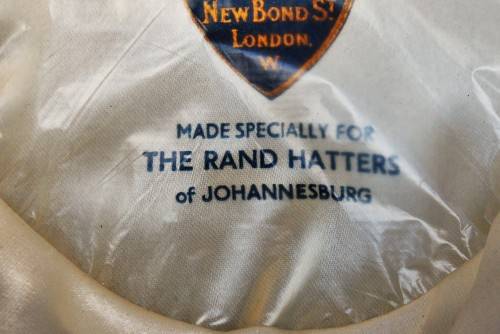 NEW BOND ST.
LONDON,
W.
MADE SPECIALLY FOR
THE RAND HATTERS
of JOHANNESBURG